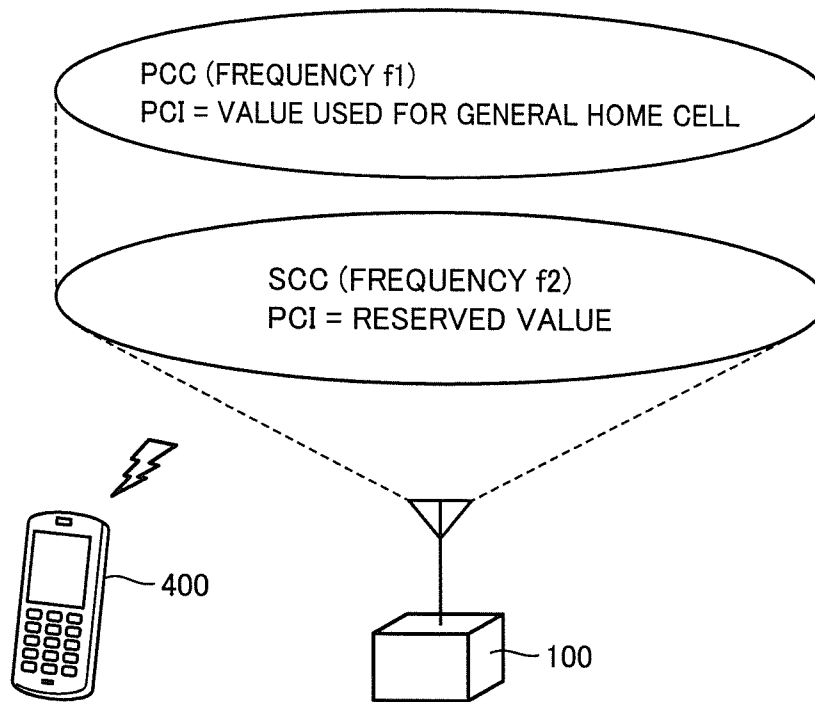 PCC (FREQUENCY f1)
PCI = VALUE USED FOR GENERAL HOME CELL
SCC (FREQUENCY f2)
PCI = RESERVED VALUE
400
100